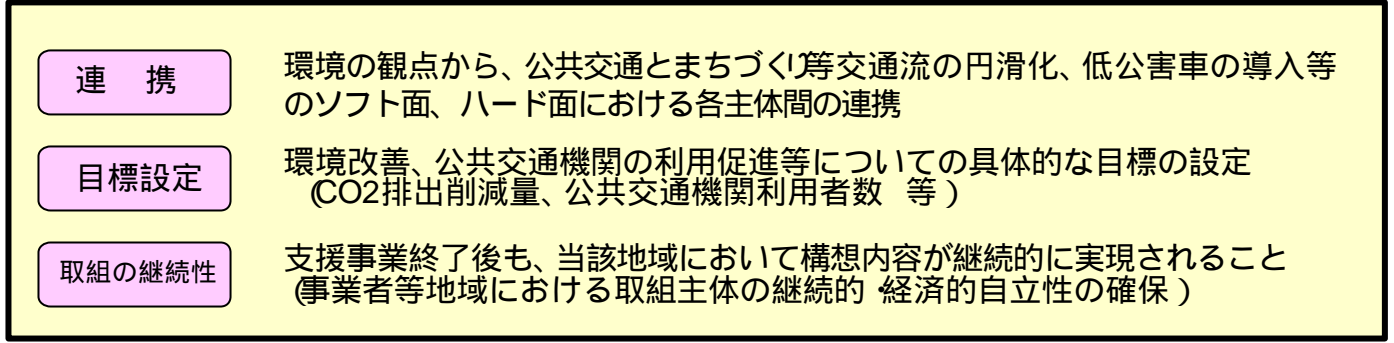 連　携
環境の観点から、公共交通とまちづくり等交通流の円滑化、低公害車の導入等
のソフト面、ハード面における各主体間の連携
目標設定
環境改善、公共交通機関の利用促進等についての具体的な目標の設定
（CO2排出削減量、公共交通機関利用者数　等）
取組の継続性
支援事業終了後も、当該地域において構想内容が継続的に実現されること
（事業者等地域における取組主体の継続的・経済的自立性の確保）